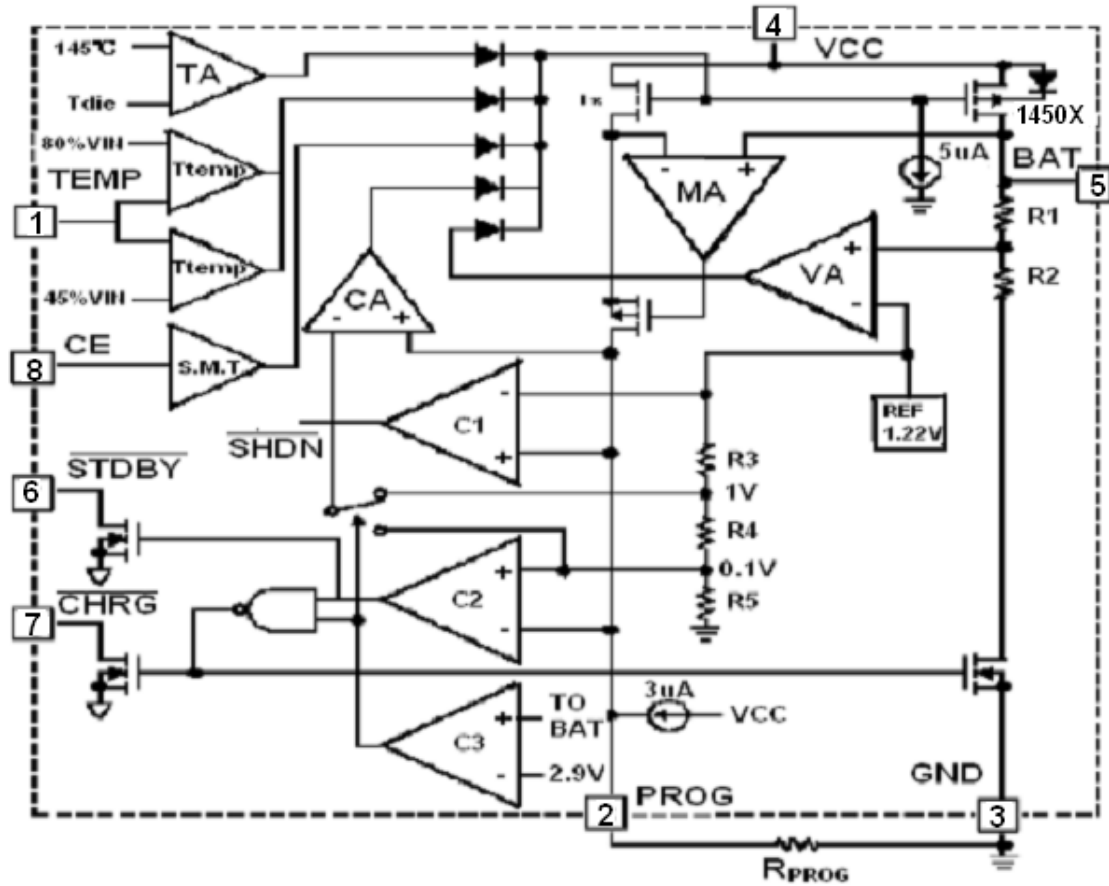 4
145℃
VCC
TA
Tdie
1x
1450X
80%VIN
Ttemp
TEMP
5uA
BAT
- +
MA
1
5
R1
Ttemp
+
VA
-
R2
45%VIN
CA
- +
CE
8
S.M.T
-
C1
+
REF
1.22V
SHDN
R3
STDBY
6
1V
R4
+
C2
-
0.1V
CHRG
R5
7
3uA
VCC
+
C3
-
TO
BAT
2.9V
GND
PROG
2
3
RPROG